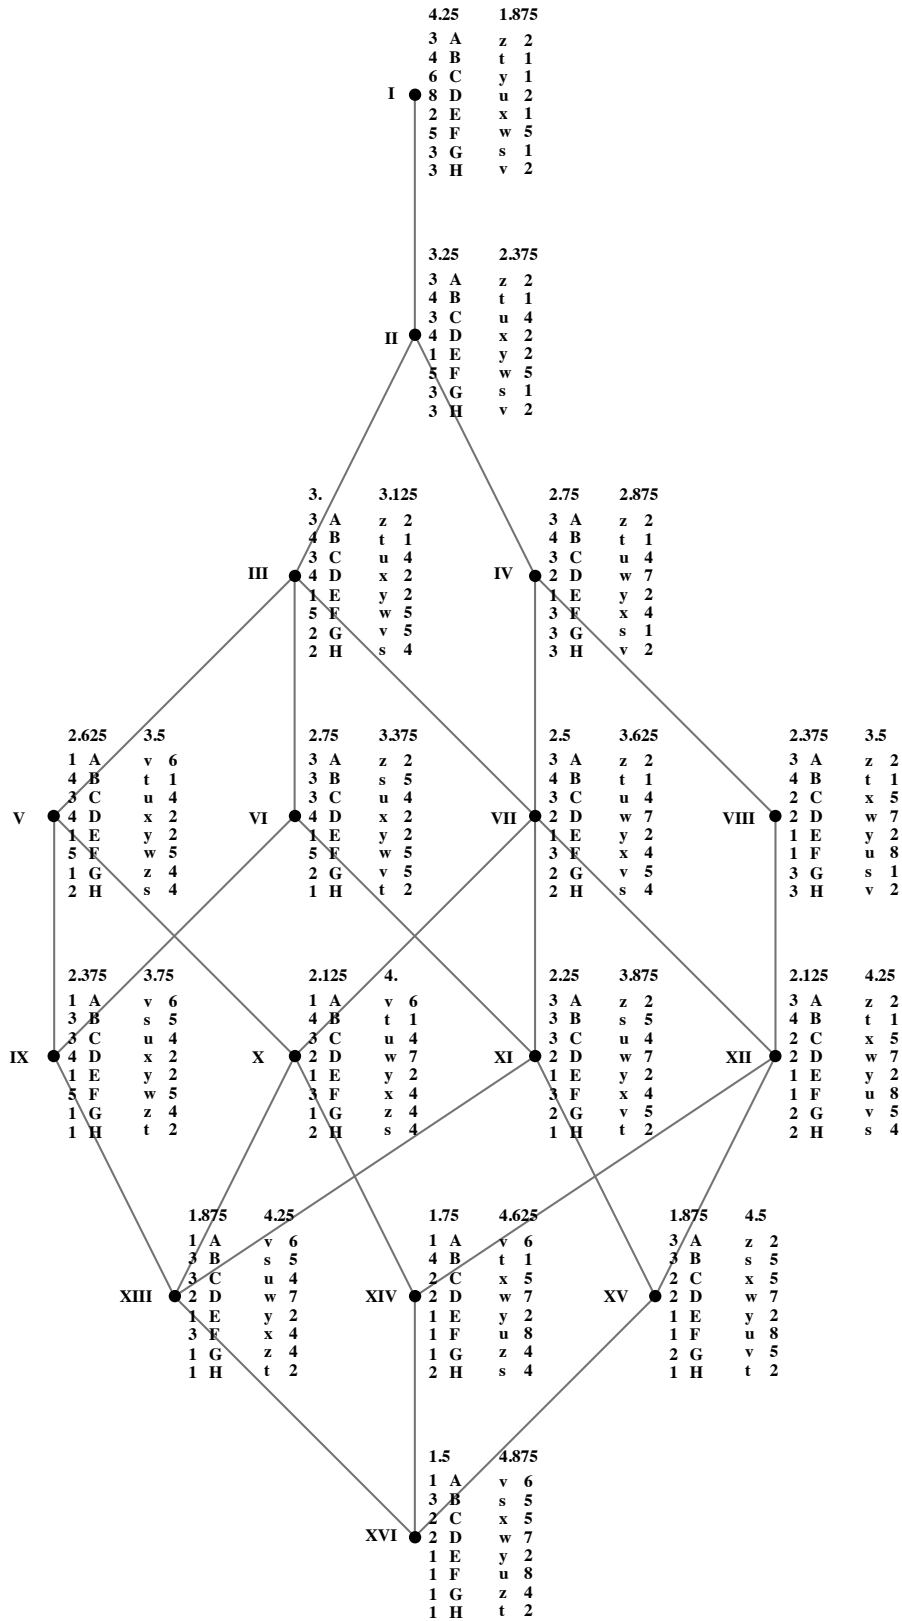 4.25 1.875
3 A z 2
4 B t 1
6 C y 1
I 8 D u 2
2 E x 1
5 F w 5
3 G s 1
3 H v 2
3.25 2.375
3 A z 2
4 B t 1
3 C u 4
II 4 D x 2
1 E y 2
5 F w 5
3 G s 1
3 H v 2
3. 3.125
3 A z 2
4 B t 1
3 C u 4
III 4 D x 2
1 E y 2
5 F w 5
2 G v 5
2 H s 4
2.75 2.875
3 A z 2
4 B t 1
3 C u 4
IV 2 D w 7
1 E y 2
3 F x 4
3 G s 1
3 H v 2
2.625 3.5
1 A v 6
4 B t 1
3 C u 4
V 4 D x 2
1 E y 2
5 F w 5
1 G z 4
2 H s 4
2.75 3.375
3 A z 2
3 B s 5
3 C u 4
VI 4 D x 2
1 E y 2
5 F w 5
2 G v 5
1 H t 2
2.5 3.625
3 A z 2
4 B t 1
3 C u 4
VII 2 D w 7
1 E y 2
3 F x 4
2 G v 5
2 H s 4
2.375 3.5
3 A z 2
4 B t 1
2 C x 5
VIII 2 D w 7
1 E y 2
1 F u 8
3 G s 1
3 H v 2
2.375 3.75
1 A v 6
3 B s 5
3 C u 4
IX 4 D x 2
1 E y 2
5 F w 5
1 G z 4
1 H t 2
2.125 4.
1 A v 6
4 B t 1
3 C u 4
X 2 D w 7
1 E y 2
3 F x 4
1 G z 4
2 H s 4
2.25 3.875
3 A z 2
3 B s 5
3 C u 4
XI 2 D w 7
1 E y 2
3 F x 4
2 G v 5
1 H t 2
2.125 4.25
3 A z 2
4 B t 1
2 C x 5
XII 2 D w 7
1 E y 2
1 F u 8
2 G v 5
2 H s 4
1.875 4.25
1 A v 6
3 B s 5
3 C u 4
XIII 2 D w 7
1 E y 2
3 F x 4
1 G z 4
1 H t 2
1.75 4.625
1 A v 6
4 B t 1
2 C x 5
XIV 2 D w 7
1 E y 2
1 F u 8
1 G z 4
2 H s 4
1.875 4.5
3 A z 2
3 B s 5
2 C x 5
XV 2 D w 7
1 E y 2
1 F u 8
2 G v 5
1 H t 2
1.5 4.875
1 A v 6
3 B s 5
2 C x 5
XVI 2 D w 7
1 E y 2
1 F u 8
1 G z 4
1 H t 2